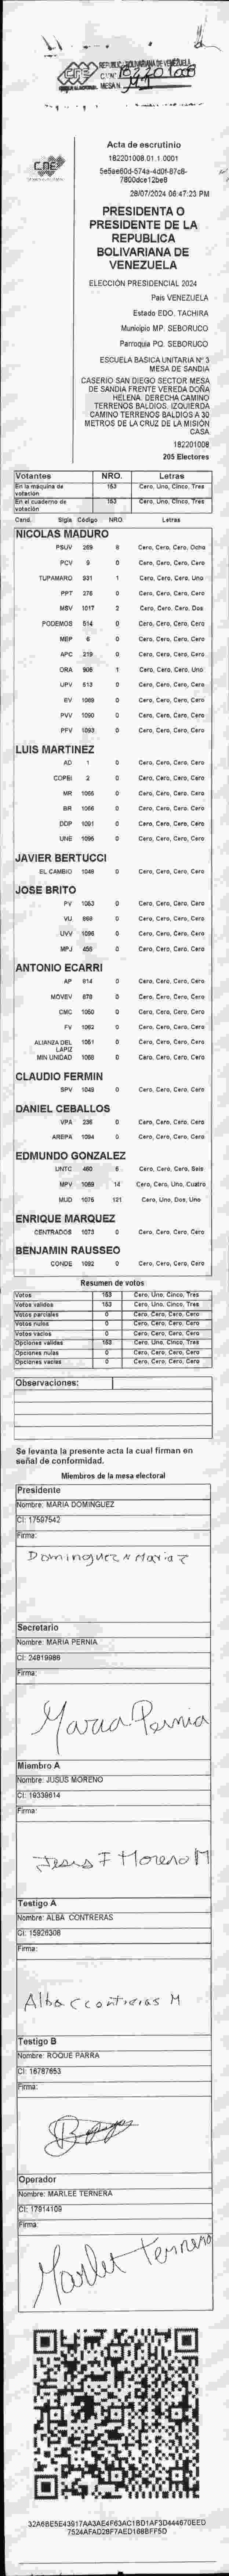 CNE
REPUBLICA BOLIVARIANA DE VENEZUELA
182201008
MESA N°
CNE
Acta de escrutinio
182201008.01.1.0001
28/07/2024 06:47:23 PM
PRESIDENTA O
PRESIDENTE DE LA
REPUBLICA
BOLIVARIANA DE
VENEZUELA
ELECCIÓN PRESIDENCIAL 2024
País VENEZUELA
Estado EDO. TACHIRA
Municipio MP. SEBORUCO
Parroquia PQ. SEBORUCO
ESCUELA BASICA UNITARIA N° 3
MESA DE SANDIA
CASERIO SAN DIEGO SECTOR MESA
DE SANDIA FRENTE VEREDA DOÑA
HELENA. DERECHA CAMINO
TERRENOS BALDIOS. IZQUIERDA
CAMINO TERRENOS BALDIOS A 30
METROS DE LA CRUZ DE LA MISIÓN
CASA
182201008
205 Electores
Votantes NRO. Letras
En la máquina de votación 153 Cero, Uno, Cinco, Tres
En el cuaderno de votación 153 Cero, Uno, Cinco, Tres
Cand. Sigla Código NRO Letras
NICOLAS MADURO
PSUV 269 8 Cero, Cero, Cero, Ocho
PCV 9 0 Cero, Cero, Cero, Cero
TUPAMARO 931 1 Cero, Cero, Cero, Uno
PPT 276 0 Cero, Cero, Cero, Cero
MSV 1017 2 Cero, Cero, Cero, Dos
PODEMOS 514 0 Cero, Cero, Cero, Cero
MEP 6 0 Cero, Cero, Cero, Cero
APC 219 0 Cero, Cero, Cero, Cero
ORA 906 1 Cero, Cero, Cero, Uno
UPV 513 0 Cero, Cero, Cero, Cero
EV 1089 0 Cero, Cero, Cero, Cero
PVV 1090 0 Cero, Cero, Cero, Cero
PFV 1093 0 Cero, Cero, Cero, Cero
LUIS MARTINEZ
AD 1 0 Cero, Cero, Cero, Cero
COPEI 2 0 Cero, Cero, Cero, Cero
MR 1055 0 Cero, Cero, Cero, Cero
BR 1066 0 Cero, Cero, Cero, Cero
DDP 1091 0 Cero, Cero, Cero, Cero
UNE 1095 0 Cero, Cero, Cero, Cero
JAVIER BERTUCCI
EL CAMBIO 1048 0 Cero, Cero, Cero, Cero
JOSE BRITO
PV 1053 0 Cero, Cero, Cero, Cero
VU 869 0 Cero, Cero, Cero, Cero
UVV 1096 0 Cero, Cero, Cero, Cero
MPJ 456 0 Cero, Cero, Cero, Cero
ANTONIO ECARRI
AP 814 0 Cero, Cero, Cero, Cero
MOVEV 879 0 Cero, Cero, Cero, Cero
CMC 1050 0 Cero, Cero, Cero, Cero
FV 1082 0 Cero, Cero, Cero, Cero
ALIANZA DEL LAPIZ 1051 0 Cero, Cero, Cero, Cero
MIN UNIDAD 1068 0 Cero, Cero, Cero, Cero
CLAUDIO FERMIN
SPV 1049 0 Cero, Cero, Cero, Cero
DANIEL CEBALLOS
VPA 236 0 Cero, Cero, Cero, Cero
AREPA 1094 0 Cero, Cero, Cero, Cero
EDMUNDO GONZALEZ
UNTC 460 6 Cero, Cero, Cero, Seis
MPV 1069 14 Cero, Cero, Uno, Cuatro
MUD 1075 121 Cero, Uno, Dos, Uno
ENRIQUE MARQUEZ
CENTRADOS 1073 0 Cero, Cero, Cero, Cero
BENJAMIN RAUSSEO
CONDE 1092 0 Cero, Cero, Cero, Cero
Resumen de votos
Votos 153 Cero, Uno, Cinco, Tres
Votos válidos 153 Cero, Uno, Cinco, Tres
Votos parciales 0 Cero, Cero, Cero, Cero
Votos nulos 0 Cero, Cero, Cero, Cero
Votos vacíos 0 Cero, Cero, Cero, Cero
Opciones válidas 153 Cero, Uno, Cinco, Tres
Opciones nulas 0 Cero, Cero, Cero, Cero
Opciones vacías 0 Cero, Cero, Cero, Cero
Observaciones:
Se levanta la presente acta la cual firman en
señal de conformidad.
Miembros de la mesa electoral
Presidente
Nombre: MARIA DOMINGUEZ
CI: 17597542
Firma:
Dominguez N Maria
Secretario
Nombre: MARIA PERNIA
CI: 24819986
Firma:
Maria Pernia
Miembro A
Nombre: JUSUS MORENO
CI: 19339614
Firma:
Jesus F Moreno M
Testigo A
Nombre: ALBA CONTRERAS
CI: 15926306
Firma:
Alba C contreras M
Testigo B
Nombre: ROQUE PARRA
CI: 16787653
Firma:
Operador
Nombre: MARLEE TERNERA
CI: 17914109
Firma:
Marlee Ternera
32A6BE5E43917AA3AE4F63AC1BD1AF3D444670EED
7524AFAD28F7AED168BFF5D